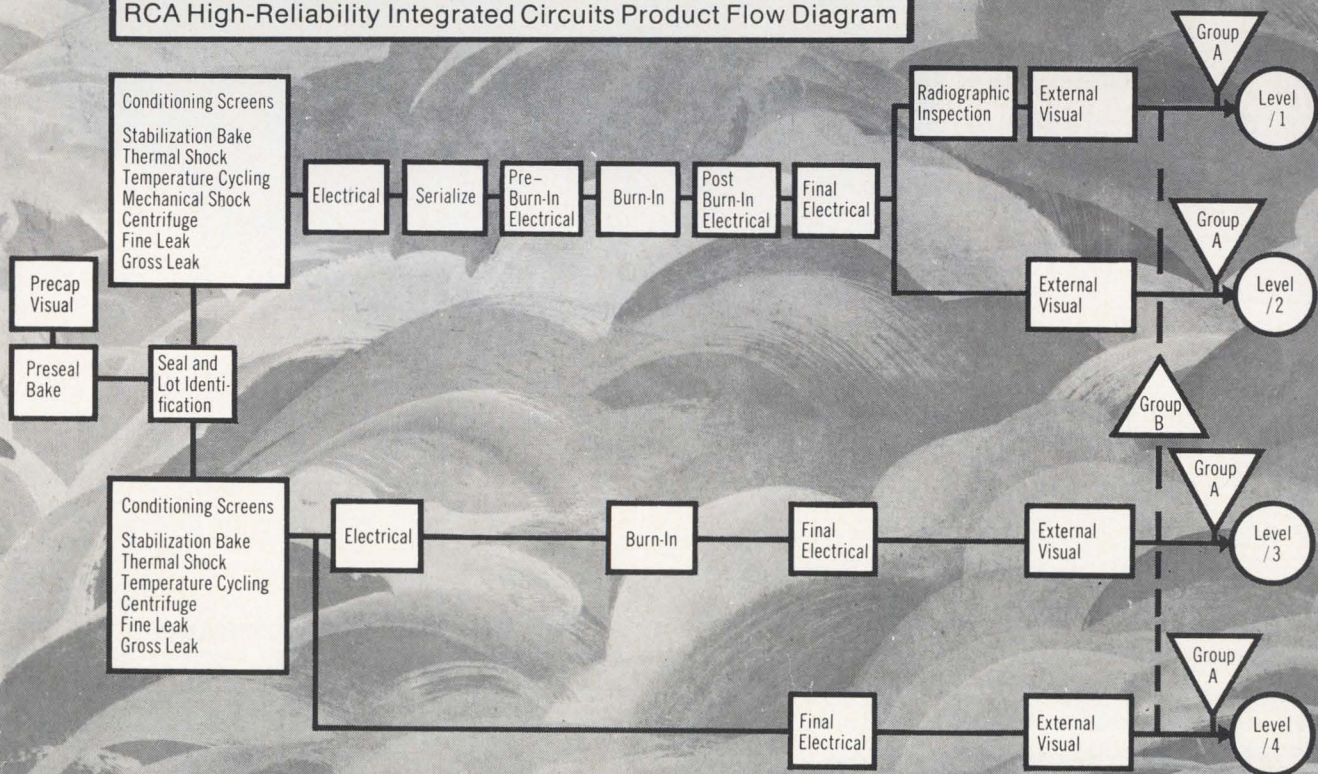 RCA High-Reliability Integrated Circuits Product Flow Diagram
Precap
Visual
Preseal
Bake
Seal and
Lot Identi-
fication
Conditioning Screens
Stabilization Bake
Thermal Shock
Temperature Cycling
Mechanical Shock
Centrifuge
Fine Leak
Gross Leak
Electrical
Serialize
Pre–
Burn-In
Electrical
Burn-In
Post
Burn-In
Electrical
Final
Electrical
Radiographic
Inspection
External
Visual
Group
A
Level
/1
External
Visual
Group
A
Level
/2
Group
B
Conditioning Screens
Stabilization Bake
Thermal Shock
Temperature Cycling
Centrifuge
Fine Leak
Gross Leak
Electrical
Burn-In
Final
Electrical
External
Visual
Group
A
Level
/3
Final
Electrical
External
Visual
Group
A
Level
/4